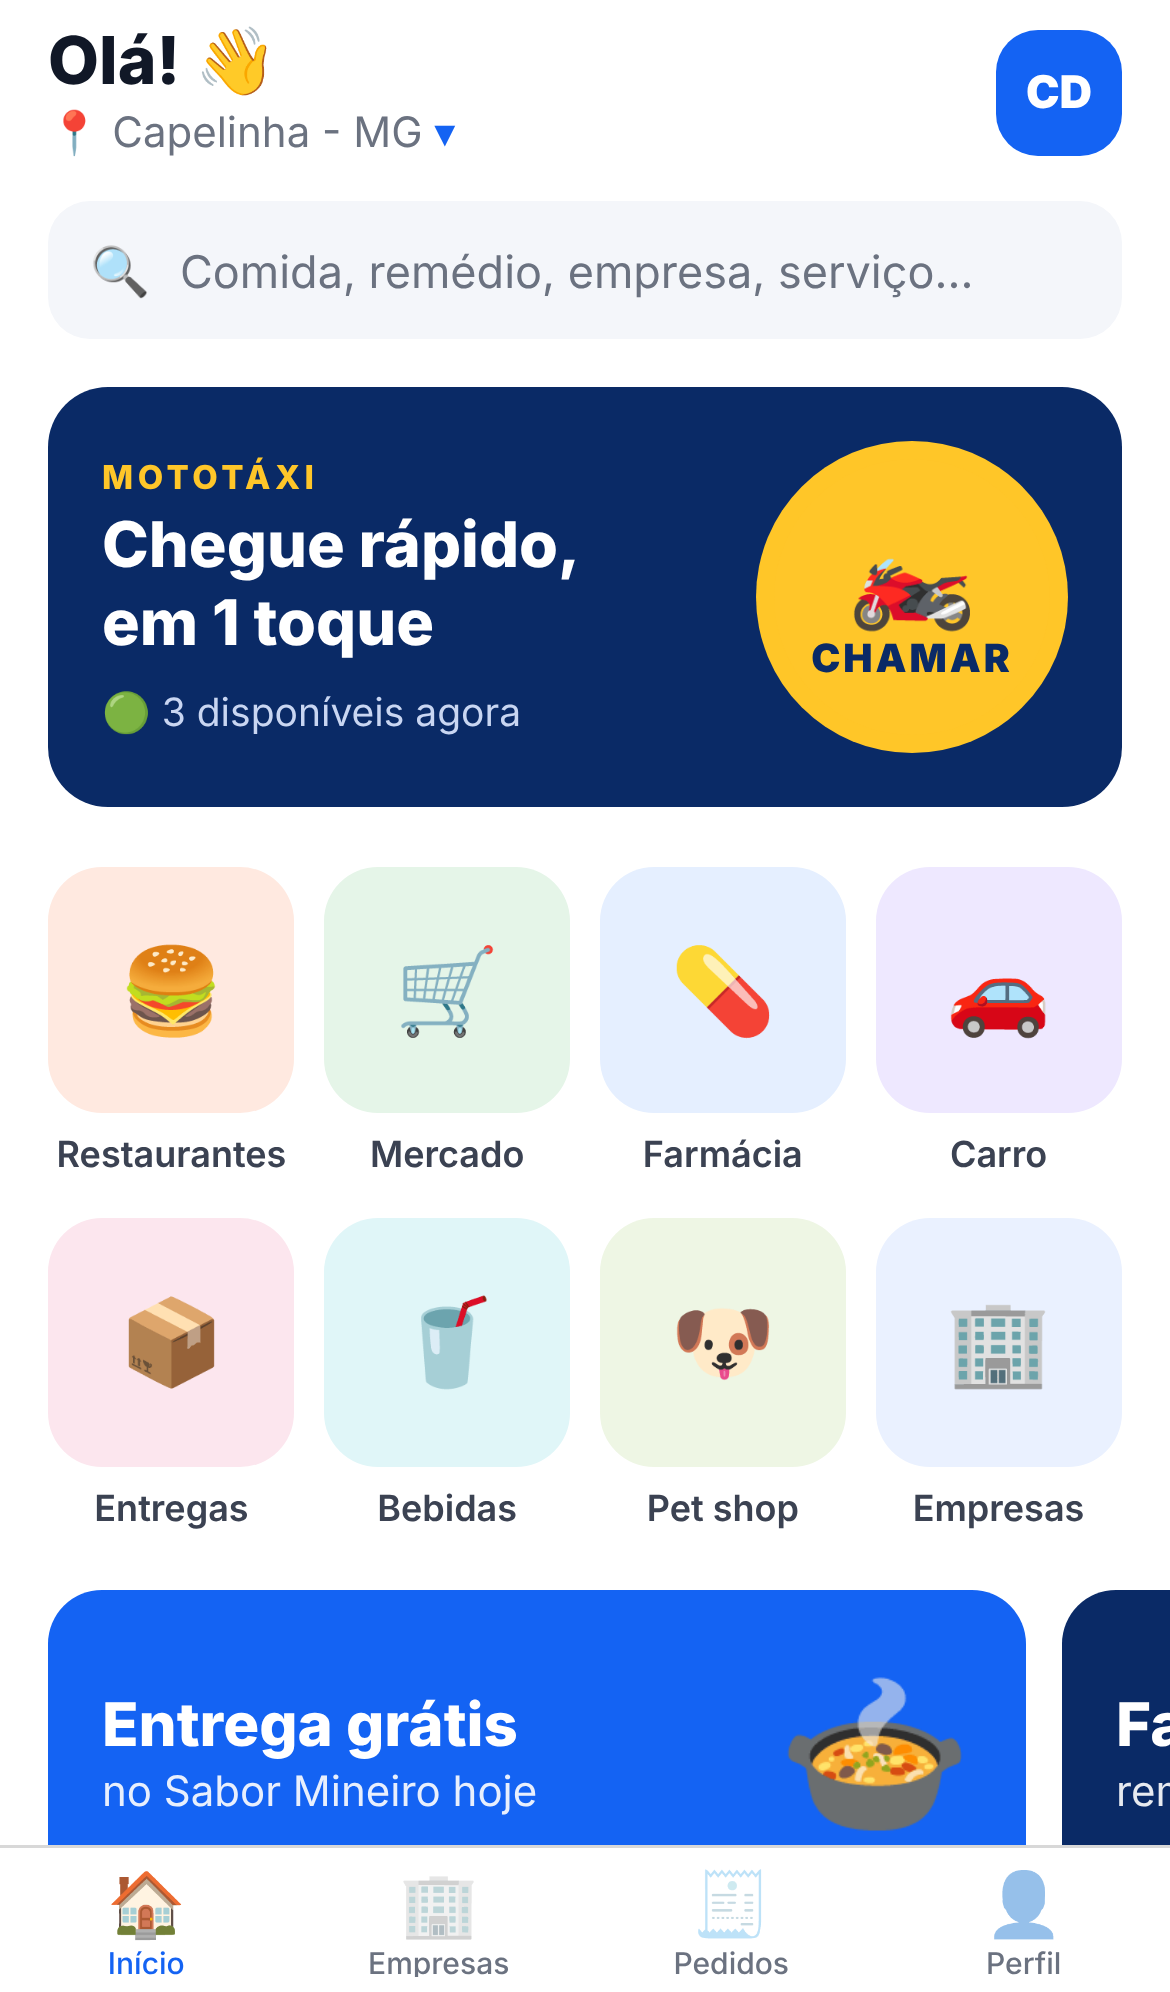 Olá! 👋
CD
📍 Capelinha - MG ▼
🔍 Comida, remédio, empresa, serviço...
MOTOTÁXI
Chegue rápido,
em 1 toque
🟢 3 disponíveis agora
CHAMAR
Restaurantes Mercado Farmácia Carro
Entregas Bebidas Pet shop Empresas
Entrega grátis
no Sabor Mineiro hoje
Início Empresas Pedidos Perfil